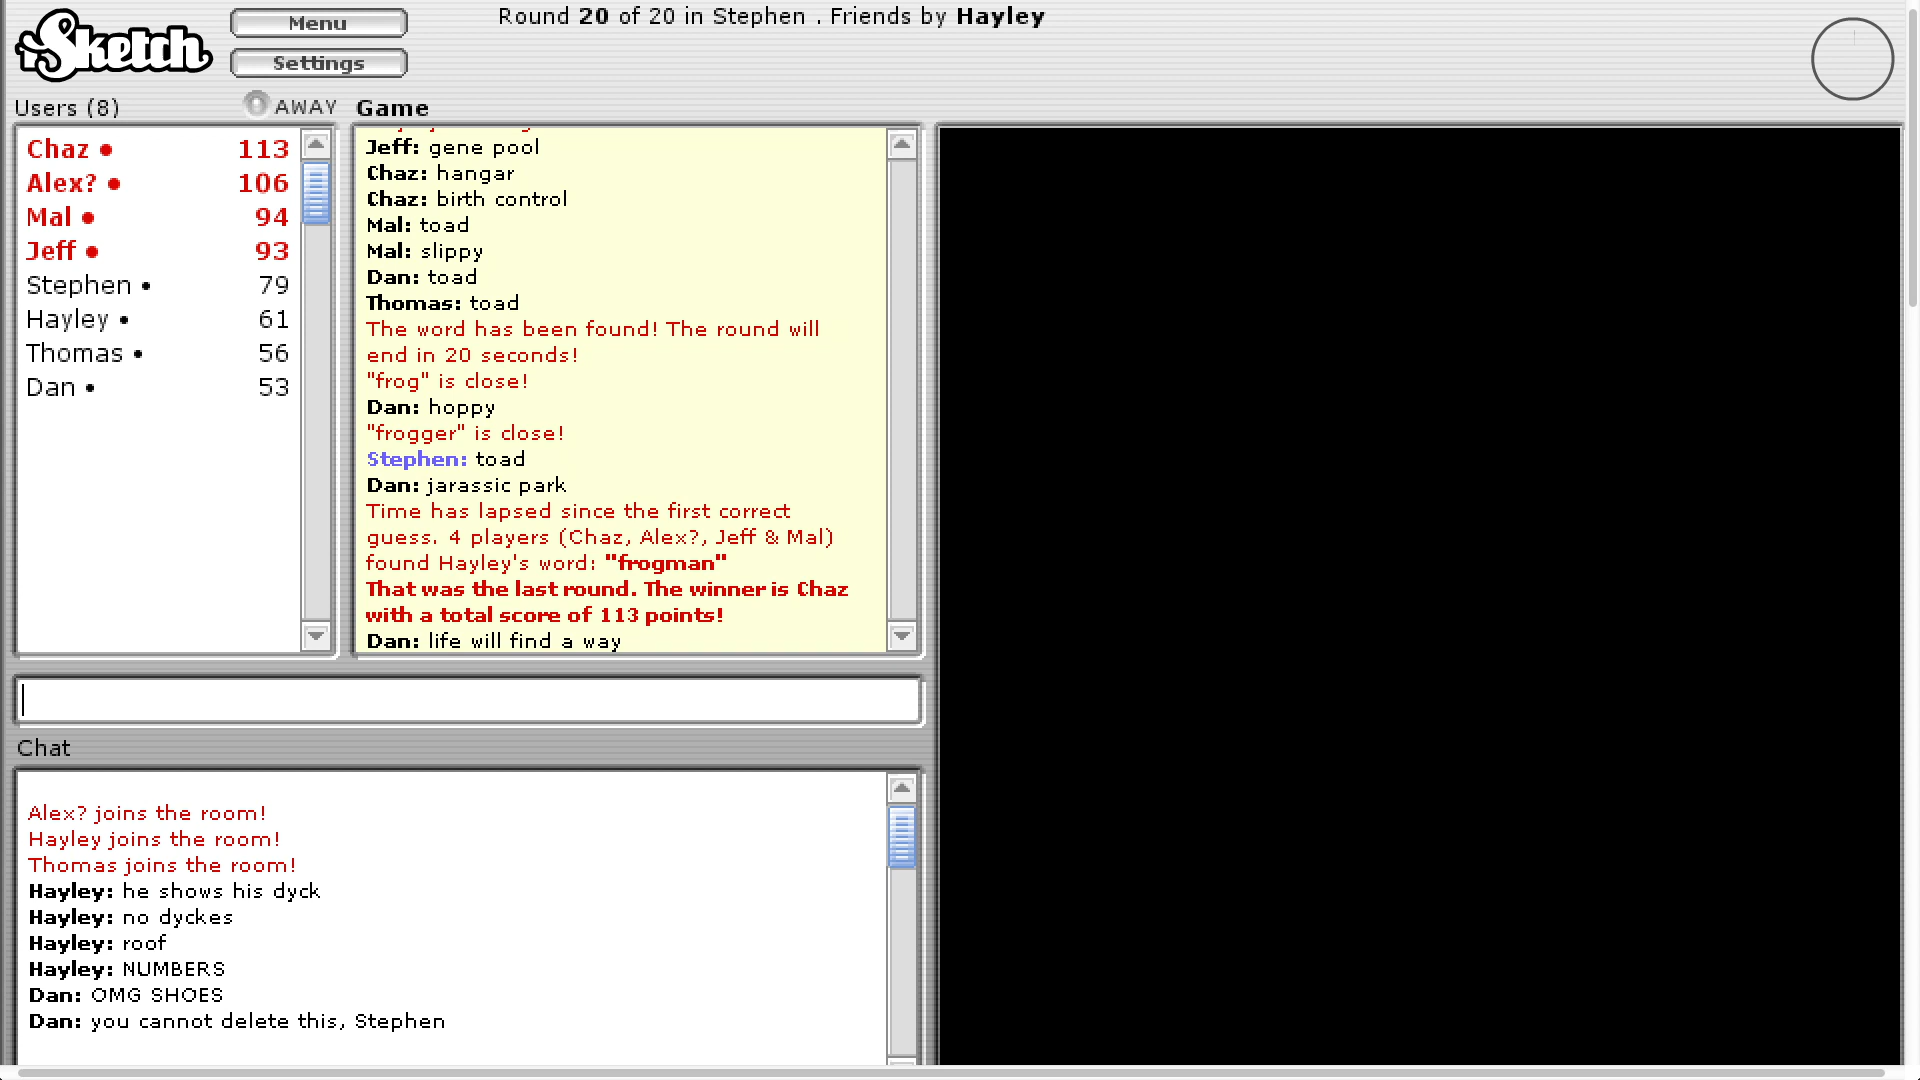 iSketch
Menu
Settings
Round 20 of 20 in Stephen . Friends by Hayley
Users (8)
AWAY
Game
Chaz • 113
Alex? • 106
Mal • 94
Jeff • 93
Stephen • 79
Hayley • 61
Thomas • 56
Dan • 53
Jeff: gene pool
Chaz: hangar
Chaz: birth control
Mal: toad
Mal: slippy
Dan: toad
Thomas: toad
The word has been found! The round will
end in 20 seconds!
"frog" is close!
Dan: hoppy
"frogger" is close!
Stephen: toad
Dan: jarassic park
Time has lapsed since the first correct
guess. 4 players (Chaz, Alex?, Jeff & Mal)
found Hayley's word: "frogman"
That was the last round. The winner is Chaz
with a total score of 113 points!
Dan: life will find a way
Chat
Alex? joins the room!
Hayley joins the room!
Thomas joins the room!
Hayley: he shows his dyck
Hayley: no dyckes
Hayley: roof
Hayley: NUMBERS
Dan: OMG SHOES
Dan: you cannot delete this, Stephen